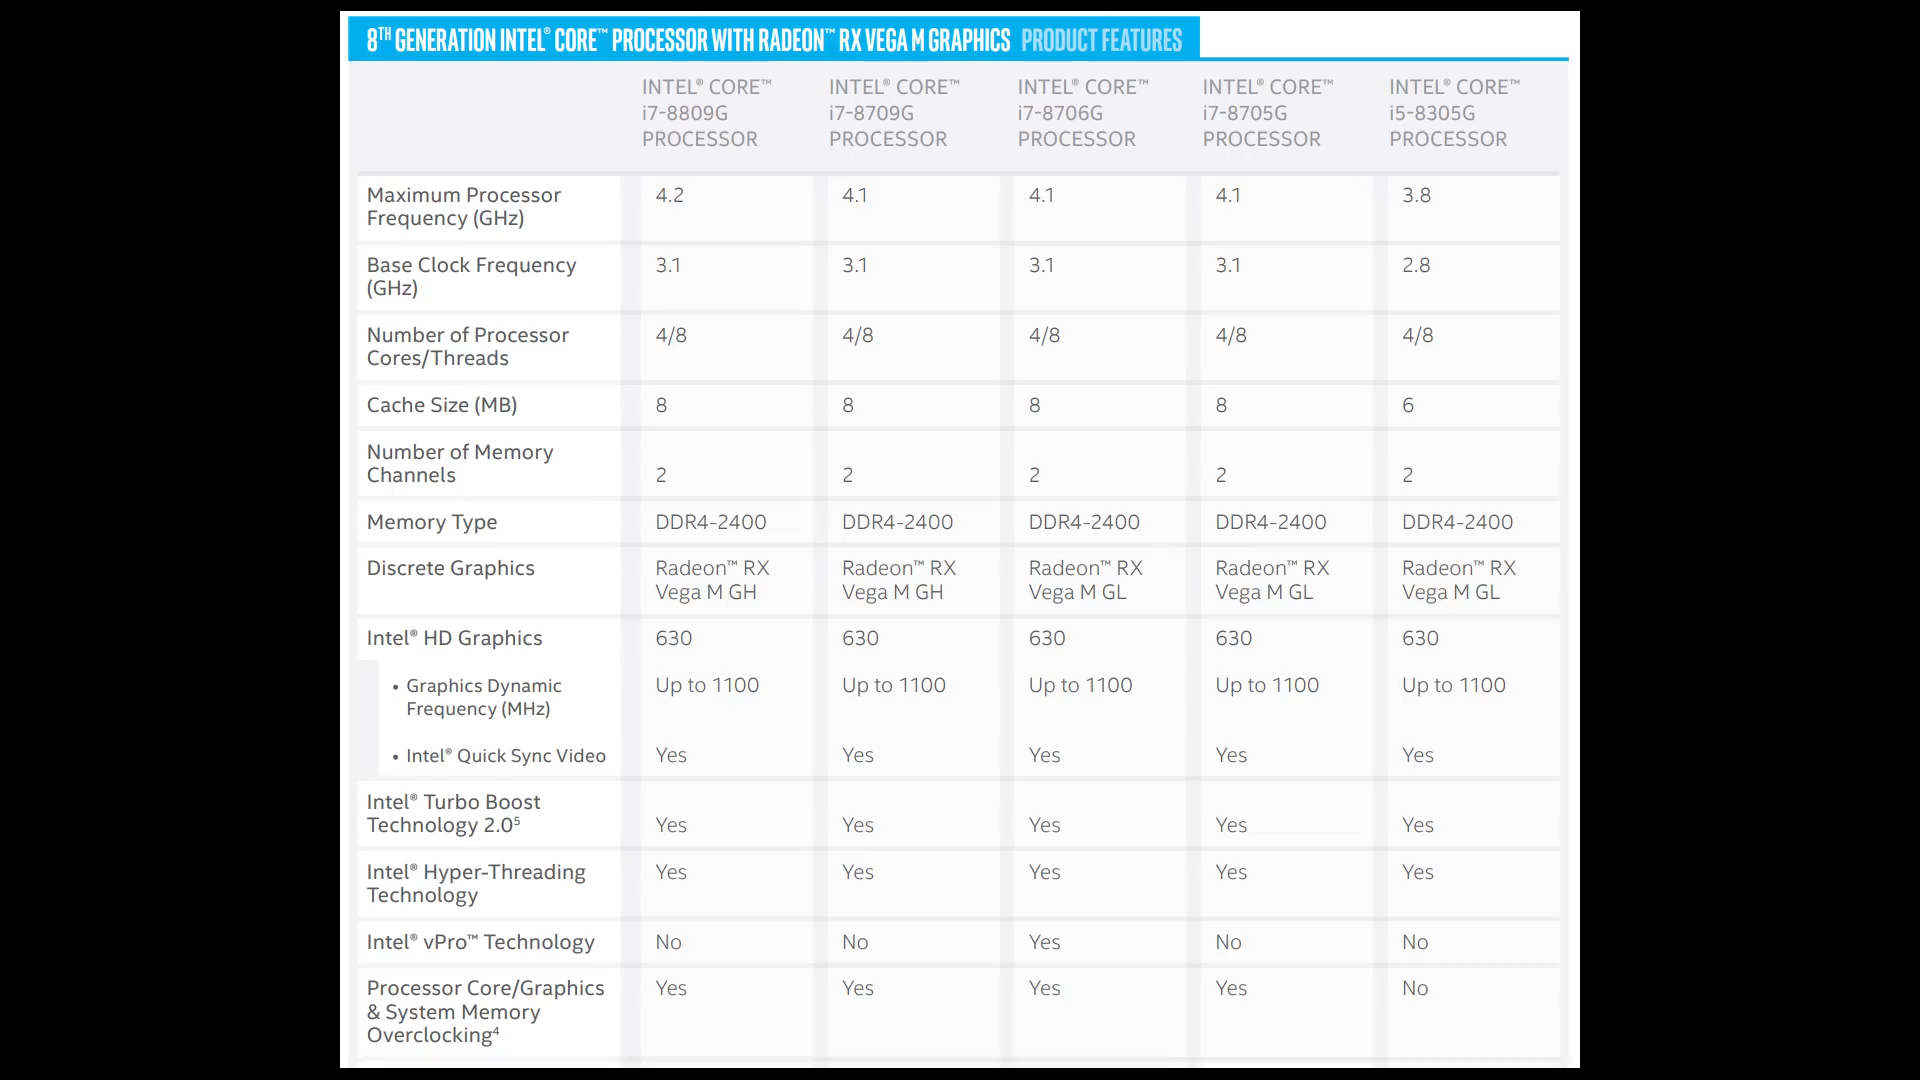 8TH GENERATION INTEL® CORE™ PROCESSOR WITH RADEON™ RX VEGA M GRAPHICS PRODUCT FEATURES
INTEL® CORE™ i7-8809G PROCESSOR INTEL® CORE™ i7-8709G PROCESSOR INTEL® CORE™ i7-8706G PROCESSOR INTEL® CORE™ i7-8705G PROCESSOR INTEL® CORE™ i5-8305G PROCESSOR
Maximum Processor Frequency (GHz) 4.2 4.1 4.1 4.1 3.8
Base Clock Frequency (GHz) 3.1 3.1 3.1 3.1 2.8
Number of Processor Cores/Threads 4/8 4/8 4/8 4/8 4/8
Cache Size (MB) 8 8 8 8 6
Number of Memory Channels 2 2 2 2 2
Memory Type DDR4-2400 DDR4-2400 DDR4-2400 DDR4-2400 DDR4-2400
Discrete Graphics Radeon™ RX Vega M GH Radeon™ RX Vega M GH Radeon™ RX Vega M GL Radeon™ RX Vega M GL Radeon™ RX Vega M GL
Intel® HD Graphics 630 630 630 630 630
• Graphics Dynamic Frequency (MHz) Up to 1100 Up to 1100 Up to 1100 Up to 1100 Up to 1100
• Intel® Quick Sync Video Yes Yes Yes Yes Yes
Intel® Turbo Boost Technology 2.0⁵ Yes Yes Yes Yes Yes
Intel® Hyper-Threading Technology Yes Yes Yes Yes Yes
Intel® vPro™ Technology No No Yes No No
Processor Core/Graphics & System Memory Overclocking⁴ Yes Yes Yes Yes No